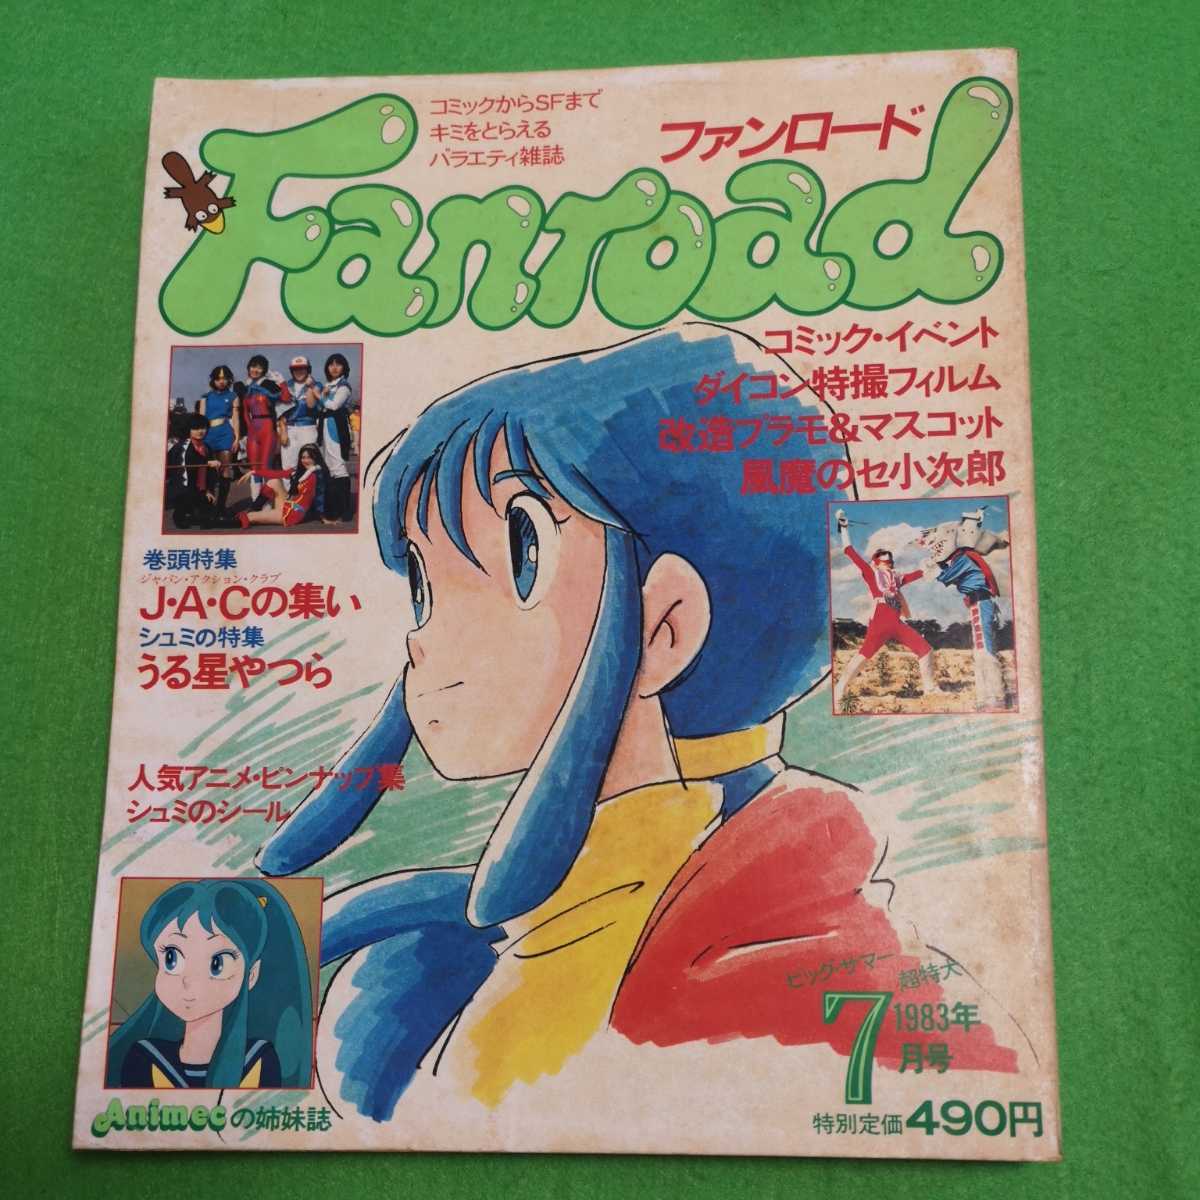 コミックからSFまで
キミをとらえる
バラエティ雑誌
ファンロード
Fanroad
コミック・イベント
ダイコン特撮フィルム
改造プラモ&マスコット
風魔のセ小次郎
巻頭特集
ジャパン・アクション・クラブ
J・A・Cの集い
シュミの特集
うる星やつら
人気アニメ・ピンナップ集
シュミのシール
ビッグ・サマー超特大
7
1983年
月号
Animecの姉妹誌
特別定価490円